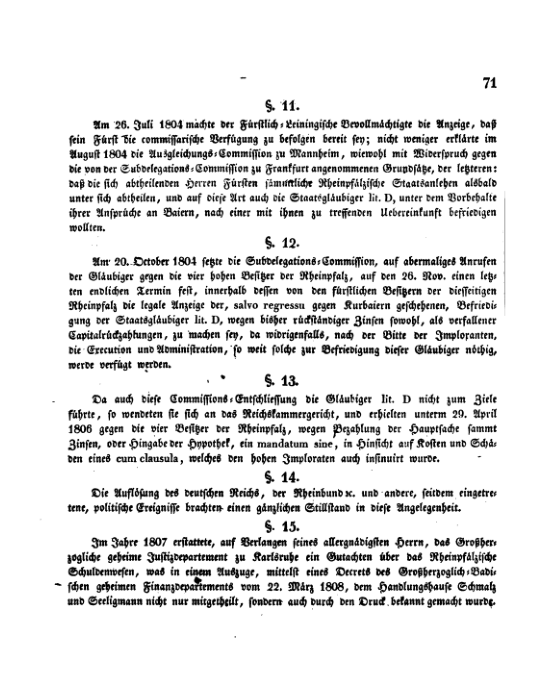 71
§. 11.
Am 26. Juli 1804 machte der Fürstlich-Leiningische Bevollmächtigte die Anzeige, daß
sein Fürst die commissarische Verfügung zu befolgen bereit sey; nicht weniger erklärte im
August 1804 die Ausgleichungs-Commission zu Mannheim, wiewohl mit Widerspruch gegen
die von der Subdelegations-Commission zu Frankfurt angenommenen Grundsätze, der letzteren:
daß die sich abtheilenden Herren Fürsten sämmtliche Rheinpfälzische Staatsanlehen alsbald
unter sich abtheilen, und auf diese Art auch die Staatsgläubiger lit. D, unter dem Vorbehalte
ihrer Ansprüche an Baiern, nach einer mit ihnen zu treffenden Uebereinkunft befriedigen
wollten.
§. 12.
Am 20. October 1804 setzte die Subdelegations-Commission, auf abermaliges Anrufen
der Gläubiger gegen die vier hohen Besitzer der Rheinpfalz, auf den 26. Nov. einen letz-
ten endlichen Termin fest, innerhalb dessen von den fürstlichen Besitzern der diesseitigen
Rheinpfalz die legale Anzeige der, salvo regressu gegen Kurbaiern geschehenen, Befriedi-
gung der Staatsgläubiger lit. D, wegen bisher rückständiger Zinsen sowohl, als verfallener
Capitalrückzahlungen, zu machen sey, da widrigenfalls, nach der Bitte der Imploranten,
die Execution und Administration, so weit solche zur Befriedigung dieser Gläubiger nöthig,
werde verfügt werden.
§. 13.
Da auch diese Commissions-Entschliessung die Gläubiger lit. D nicht zum Ziele
führte, so wendeten sie sich an das Reichskammergericht, und erhielten unterm 29. April
1806 gegen die vier Besitzer der Rheinpfalz, wegen Bezahlung der Hauptsache sammt
Zinsen, oder Hingabe der Hypothek, ein mandatum sine, in Hinsicht auf Kosten und Schä-
den eines cum clausula, welches den hohen Imploraten auch insinuirt wurde.
§. 14.
Die Auflösung des deutschen Reichs, der Rheinbund ꝛc. und andere, seitdem eingetre-
tene, politische Ereignisse brachten einen gänzlichen Stillstand in diese Angelegenheit.
§. 15.
Im Jahre 1807 erstattete, auf Verlangen seines allergnädigsten Herrn, das Großher-
zogliche geheime Justizdepartement zu Karlsruhe ein Gutachten über das Rheinpfälzische
Schuldenwesen, was in einem Auszuge, mittelst eines Decrets des Großherzoglich-Badi-
schen geheimen Finanzdepartements vom 22. März 1808, dem Handlungshause Schmalz
und Seeligmann nicht nur mitgetheilt, sondern auch durch den Druck bekannt gemacht wurde.